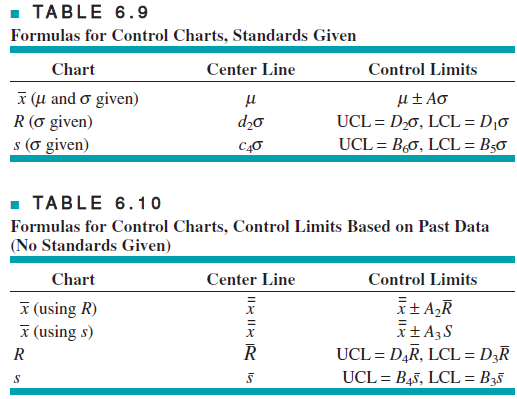 TABLE 6.9
Formulas for Control Charts, Standards Given
Chart Center Line Control Limits
x̅ (μ and σ given) μ μ ± Aσ
R (σ given) d₂σ UCL = D₂σ, LCL = D₁σ
s (σ given) c₄σ UCL = B₆σ, LCL = B₅σ
TABLE 6.10
Formulas for Control Charts, Control Limits Based on Past Data
(No Standards Given)
Chart Center Line Control Limits
x̅ (using R) x̿ x̿ ± A₂R̅
x̅ (using s) x̿ x̿ ± A₃S
R R̅ UCL = D₄R̅, LCL = D₃R̅
s s̅ UCL = B₄s̅, LCL = B₃s̅